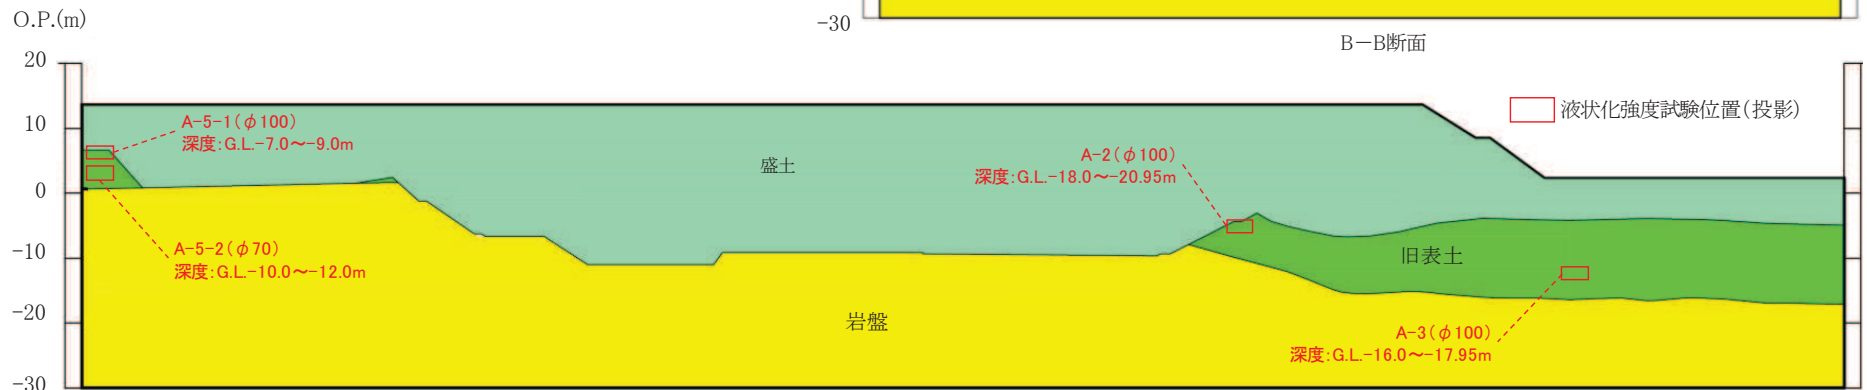 O.P.(m)
-30
B－B断面
20
10
0
-10
-20
-30
A-5-1(φ100)
深度:G.L.-7.0～-9.0m
A-5-2(φ70)
深度:G.L.-10.0～-12.0m
盛土
A-2(φ100)
深度:G.L.-18.0～-20.95m
液状化強度試験位置(投影)
旧表土
岩盤
A-3(φ100)
深度:G.L.-16.0～-17.95m